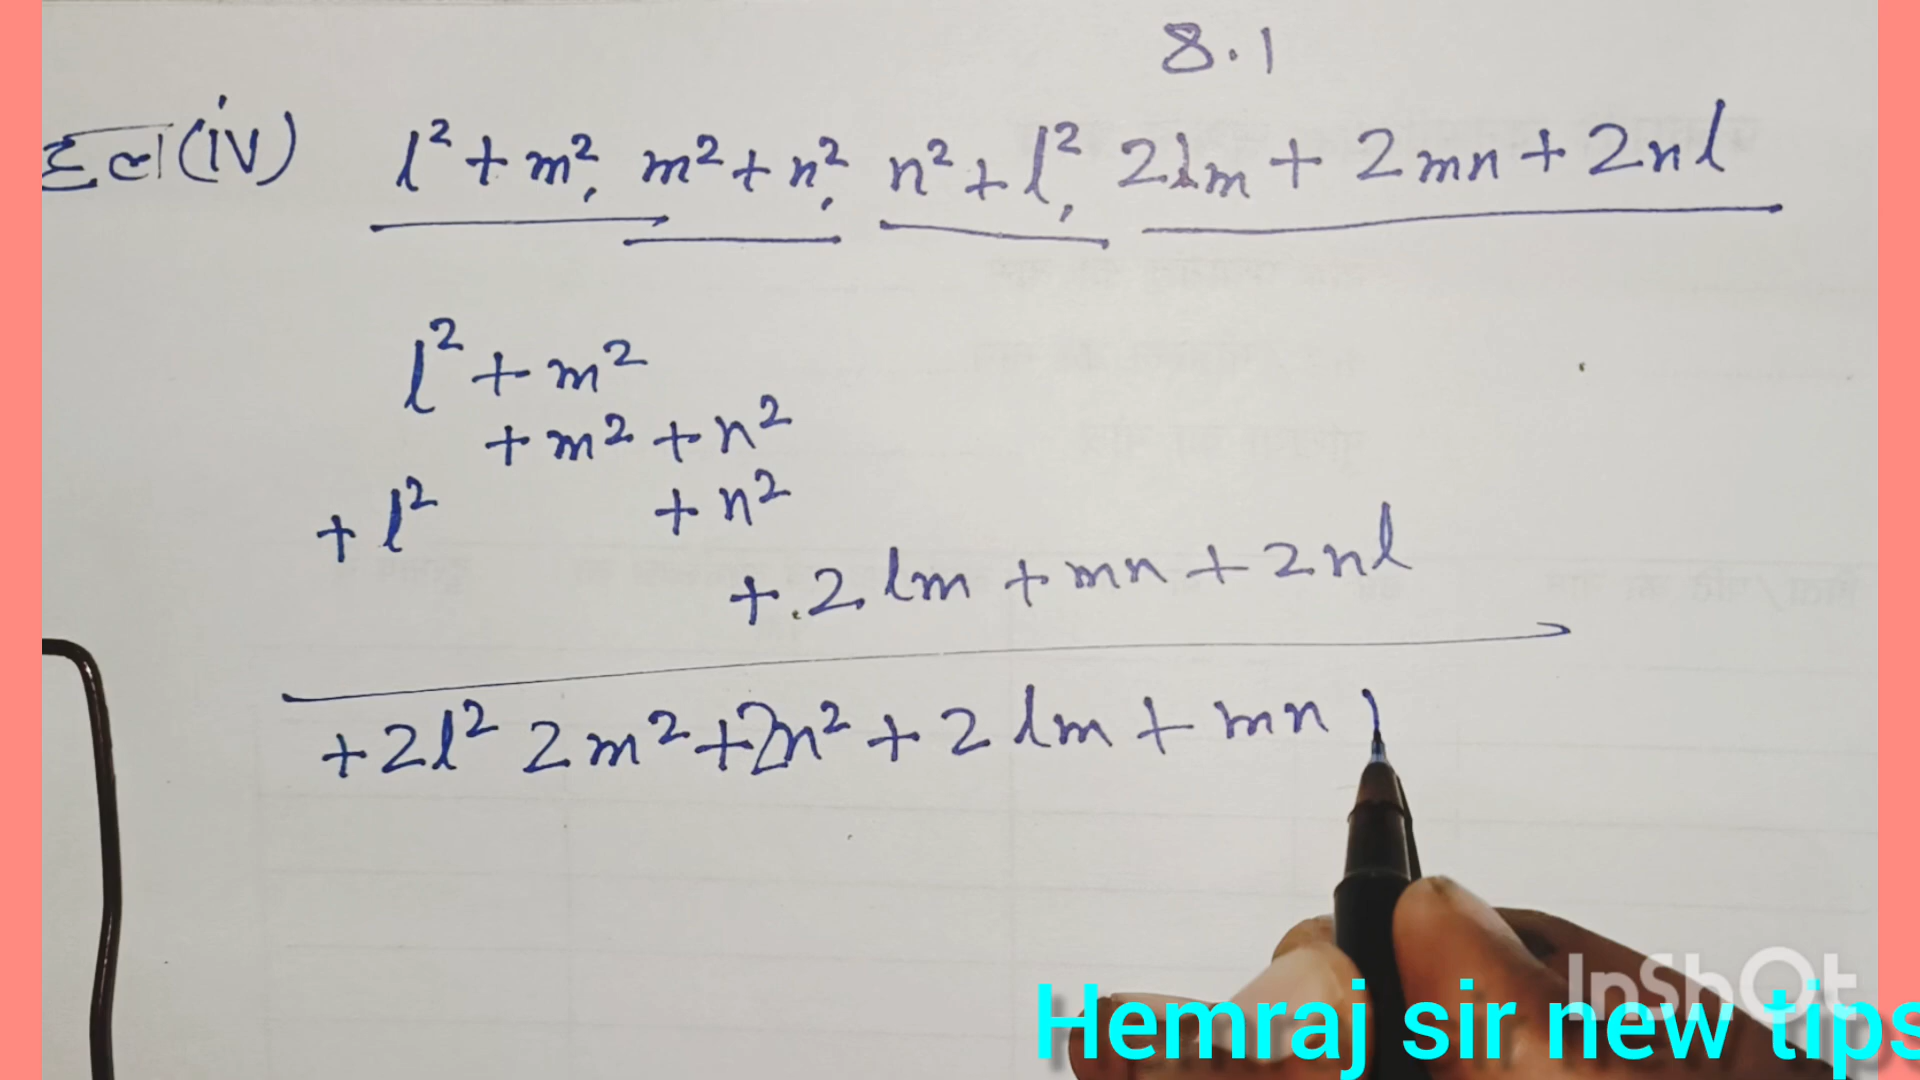 8.1
हल (iv) l² + m², m² + n², n² + l², 2lm + 2mn + 2nl
l² + m²
+ m² + n²
+ l² + n²
+ 2lm + mn + 2nl
+ 2l² 2m² + 2n² + 2lm + mn
InShOt
Hemraj sir new tips